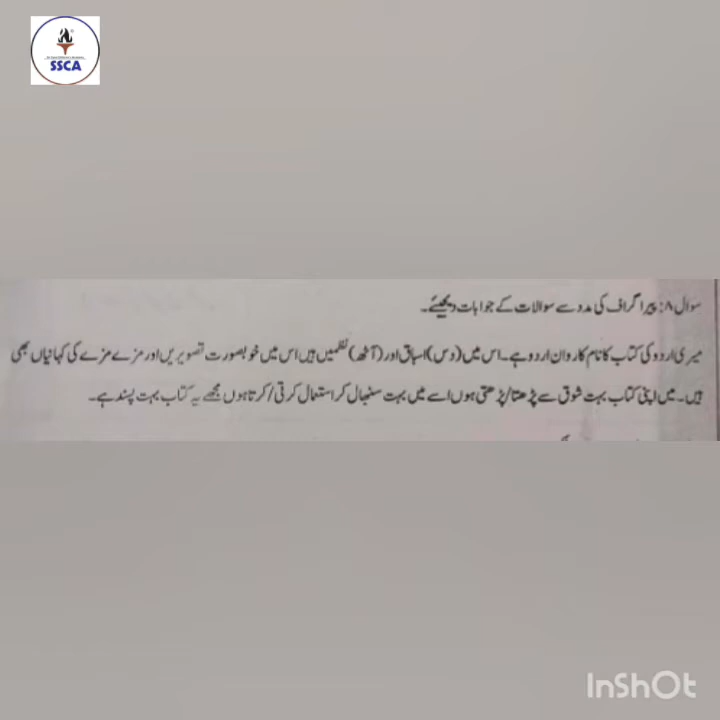 SSCA
سوال ۸: پیراگراف کی مدد سے سوالات کے جوابات دیجئیے۔
میری اردو کی کتاب کا نام کاروان اردو ہے۔ اس میں (دس) اسباق اور (آٹھ) نظمیں ہیں اس میں خوبصورت تصویریں اور مزے مزے کی کہانیاں بھی
ہیں۔ میں اپنی کتاب بہت شوق سے پڑھتا/پڑھتی ہوں اسے میں بہت سنبھال کر استعمال کرتی/کرتا ہوں مجھے یہ کتاب بہت پسند ہے۔
InShOt